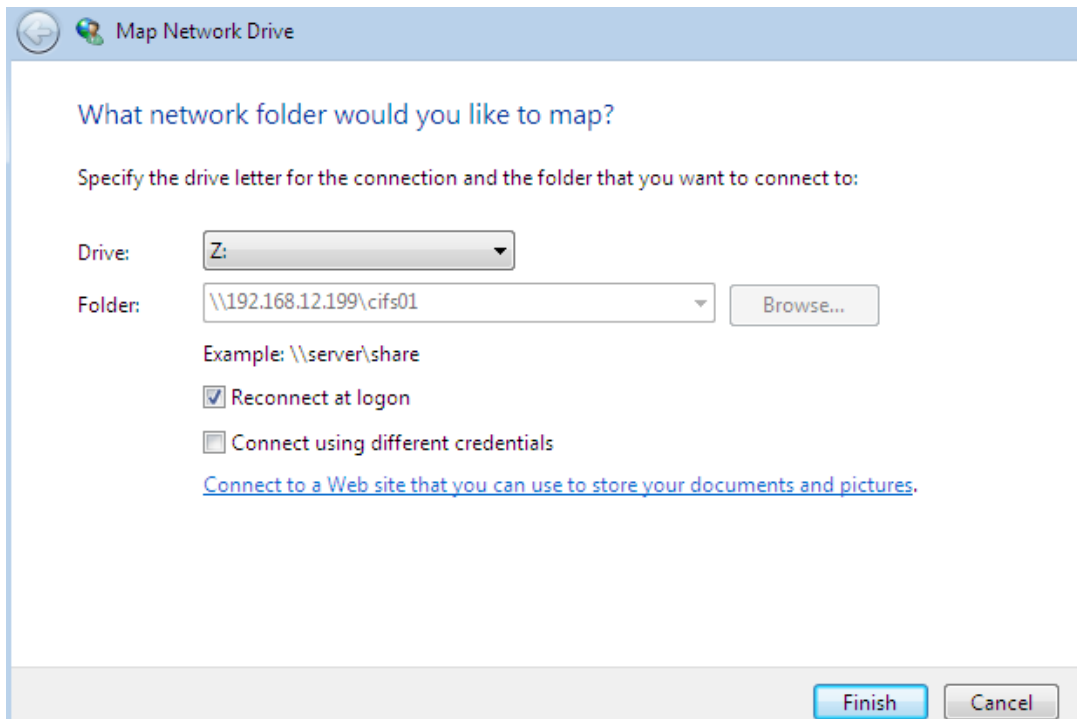 Map Network Drive
What network folder would you like to map?
Specify the drive letter for the connection and the folder that you want to connect to:
Drive: Z:
Folder: \\192.168.12.199\cifs01 Browse...
Example: \\server\share
Reconnect at logon
Connect using different credentials
Connect to a Web site that you can use to store your documents and pictures.
Finish Cancel